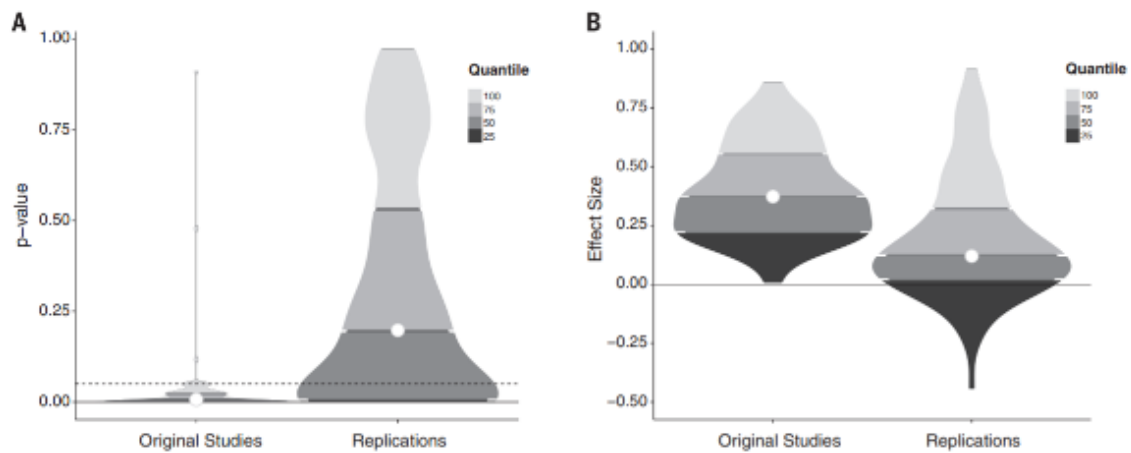 A
1.00
0.75
0.50
0.25
0.00
p-value
Original Studies
Replications
Quantile
100
75
50
25
B
1.00
0.75
0.50
0.25
0.00
−0.25
−0.50
Effect Size
Original Studies
Replications
Quantile
100
75
50
25